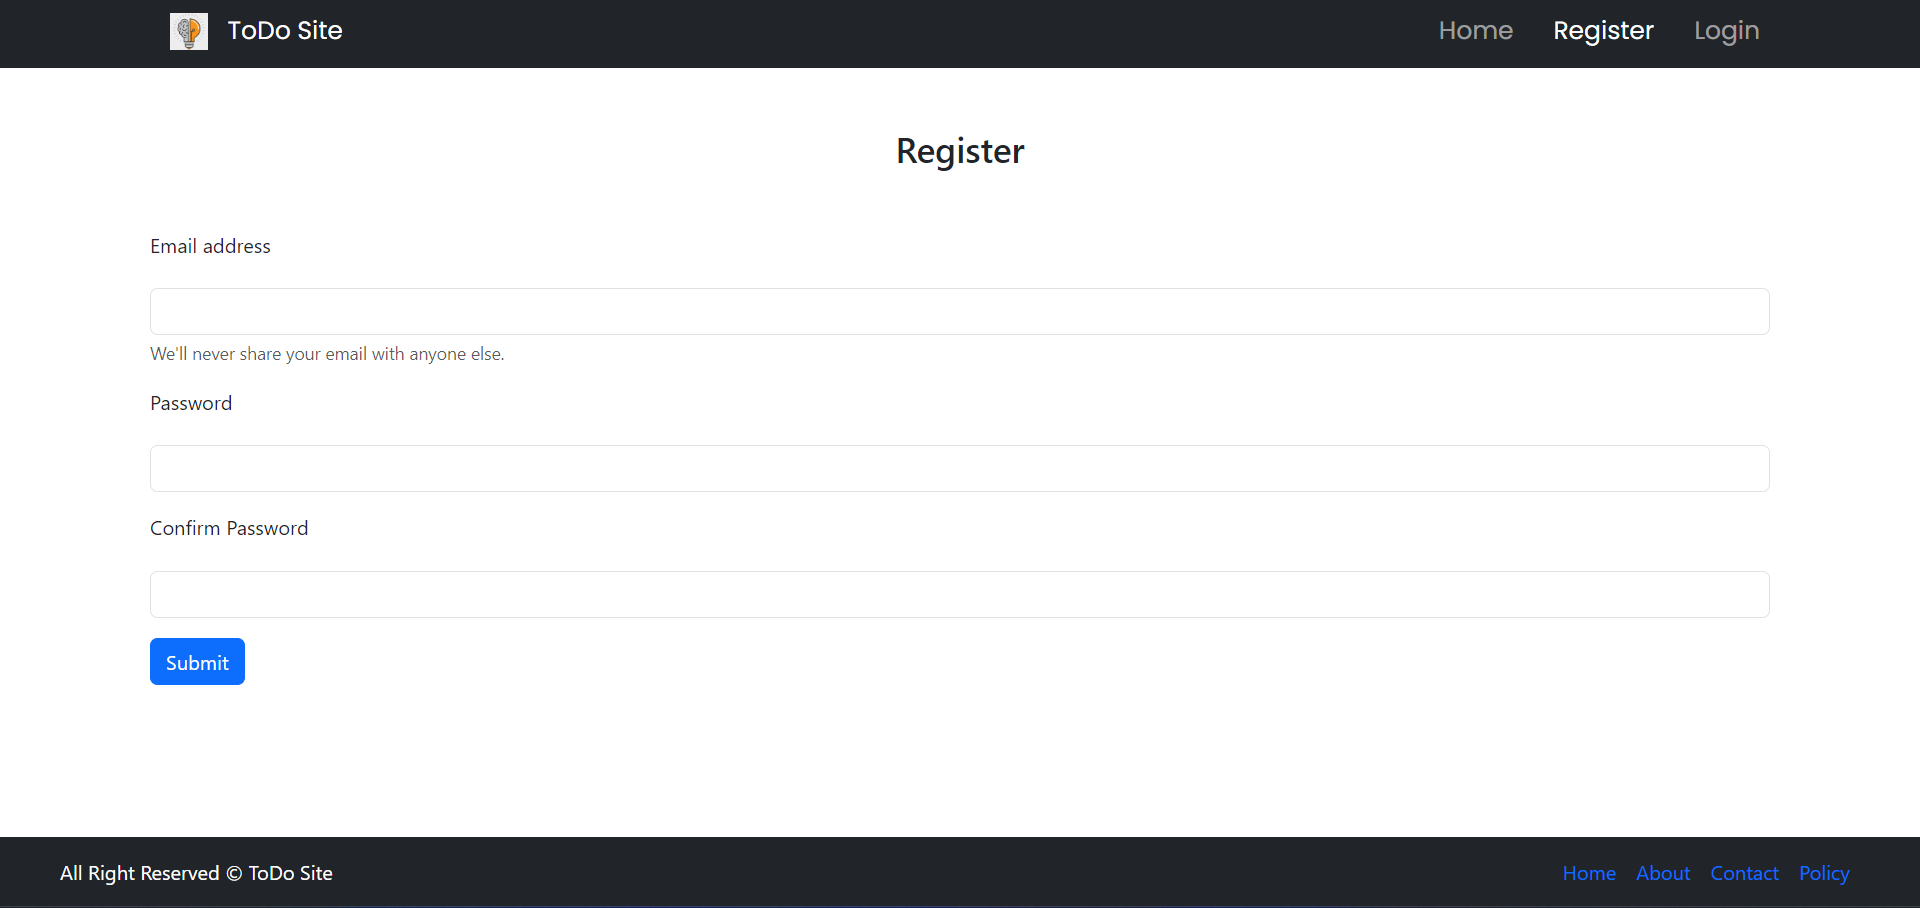 ToDo Site
Home Register Login
Register
Email address
We'll never share your email with anyone else.
Password
Confirm Password
Submit
All Right Reserved © ToDo Site
Home About Contact Policy